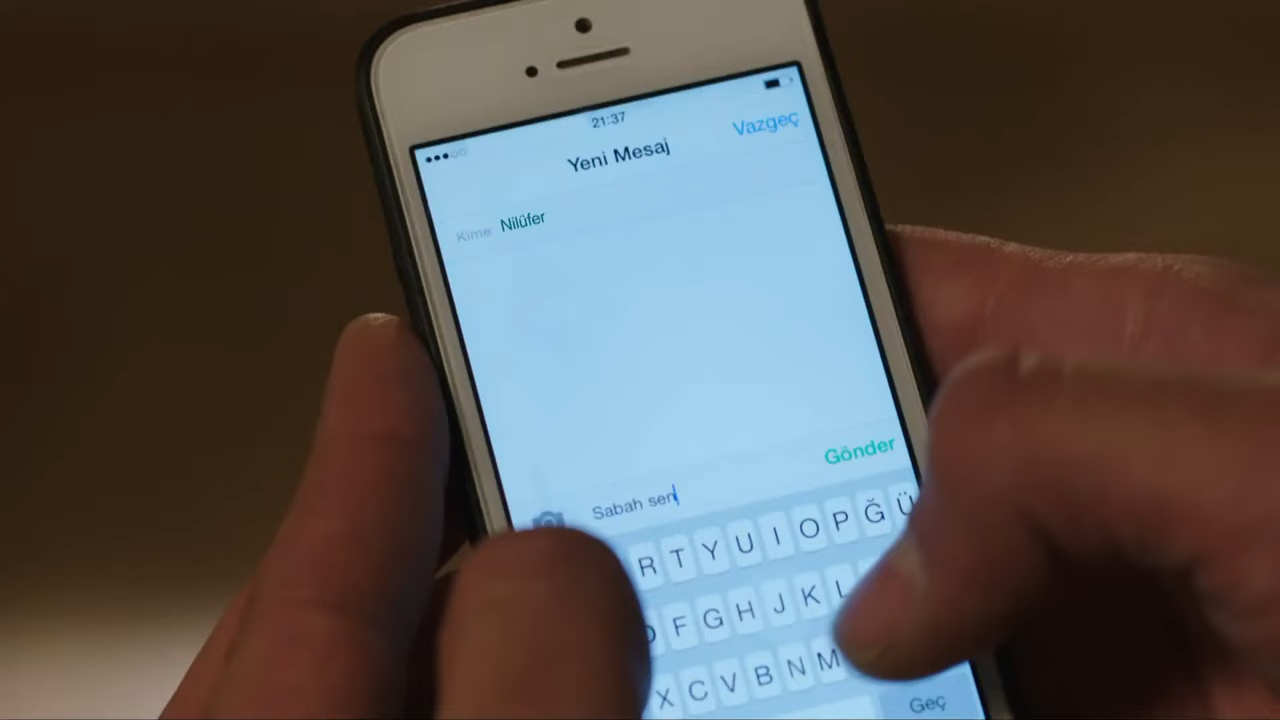 21:37
Yeni Mesaj
Vazgeç
Kime Nilüfer
Gönder
Sabah sen
R T Y U I O P Ğ Ü
F G H J K L
X C V B N M
Geç